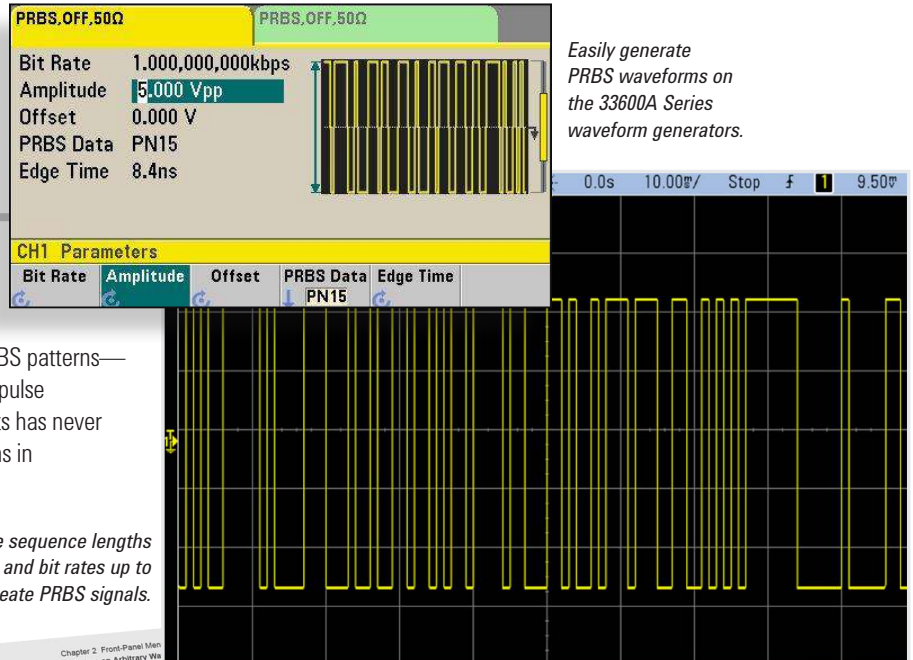 PRBS,OFF,50Ω
PRBS,OFF,50Ω
Bit Rate 1.000,000,000kbps
Amplitude 5.000 Vpp
Offset 0.000 V
PRBS Data PN15
Edge Time 8.4ns
CH1 Parameters
Bit Rate Amplitude Offset PRBS Data Edge Time
PN15
Easily generate
PRBS waveforms on
the 33600A Series
waveform generators.
0.0s 10.00 / Stop 1 9.50
BS patterns—
pulse
ts has never
ns in
e sequence lengths
and bit rates up to
eate PRBS signals.
Chapter 2 Front-Panel Men
Arbitrary Wa